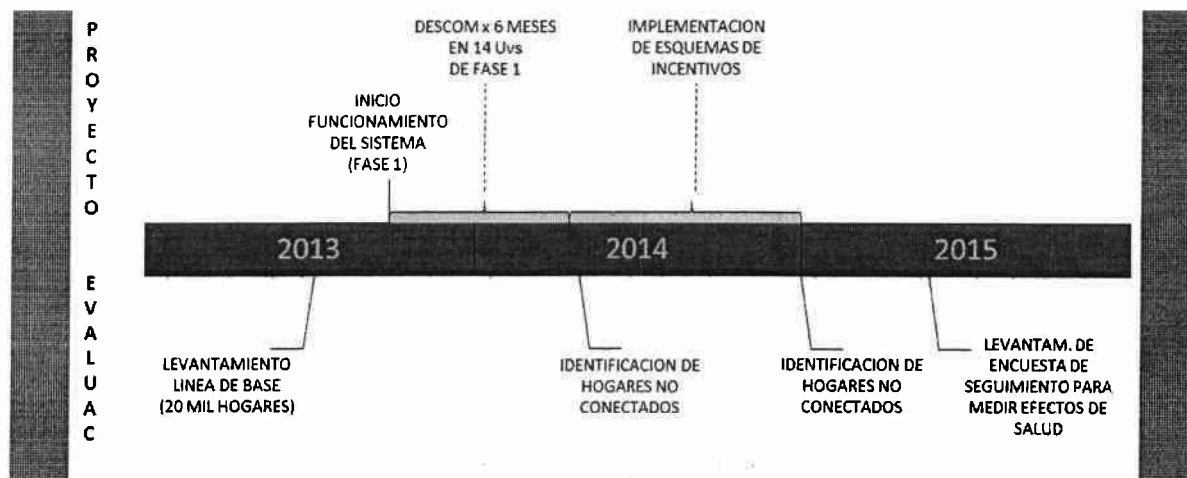 PROYECTO
DESCOM x 6 MESES
EN 14 Uvs
DE FASE 1
IMPLEMENTACION
DE ESQUEMAS DE
INCENTIVOS
INICIO
FUNCIONAMIENTO
DEL SISTEMA
(FASE 1)
2013
2014
2015
EVALUAC
LEVANTAMIENTO
LINEA DE BASE
(20 MIL HOGARES)
IDENTIFICACION DE
HOGARES NO
CONECTADOS
IDENTIFICACION DE
HOGARES NO
CONECTADOS
LEVANTAM. DE
ENCUESTA DE
SEGUIMIENTO PARA
MEDIR EFECTOS DE
SALUD